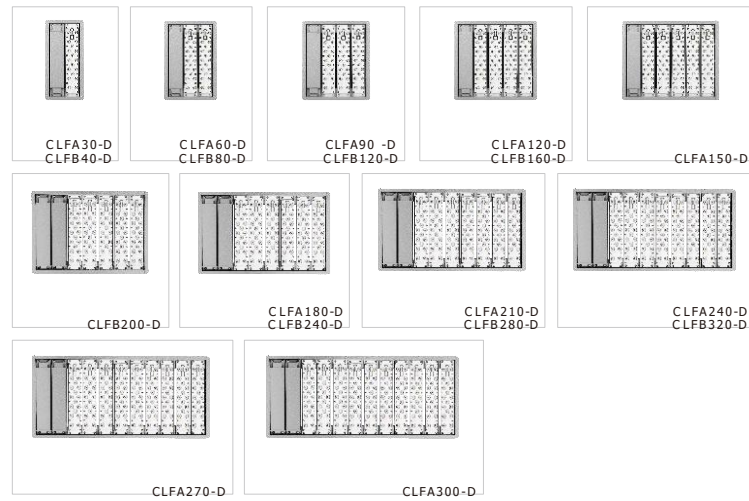 CLFA30-D
CLFB40-D
CLFA60-D
CLFB80-D
CLFA90 -D
CLFB120-D
CLFA120-D
CLFB160-D
CLFA150-D
CLFB200-D
CLFA180-D
CLFB240-D
CLFA210-D
CLFB280-D
CLFA240-D
CLFB320-D
CLFA270-D
CLFA300-D